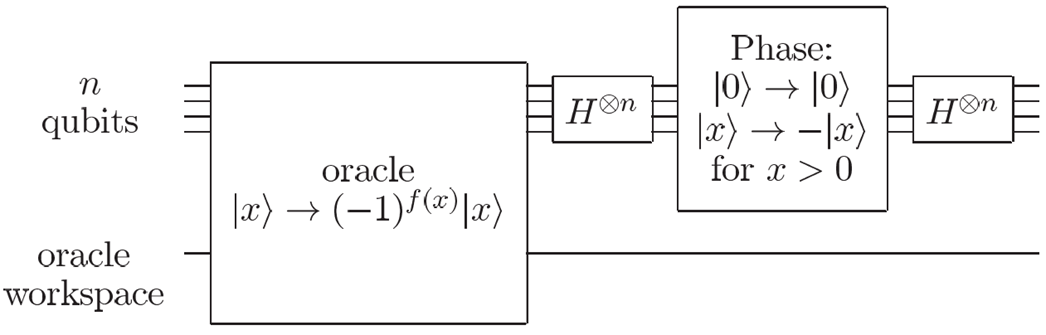 n
qubits
oracle
|x⟩ → (−1)^{f(x)}|x⟩
oracle
workspace
H^{⊗n}
Phase:
|0⟩ → |0⟩
|x⟩ → −|x⟩
for x > 0
H^{⊗n}